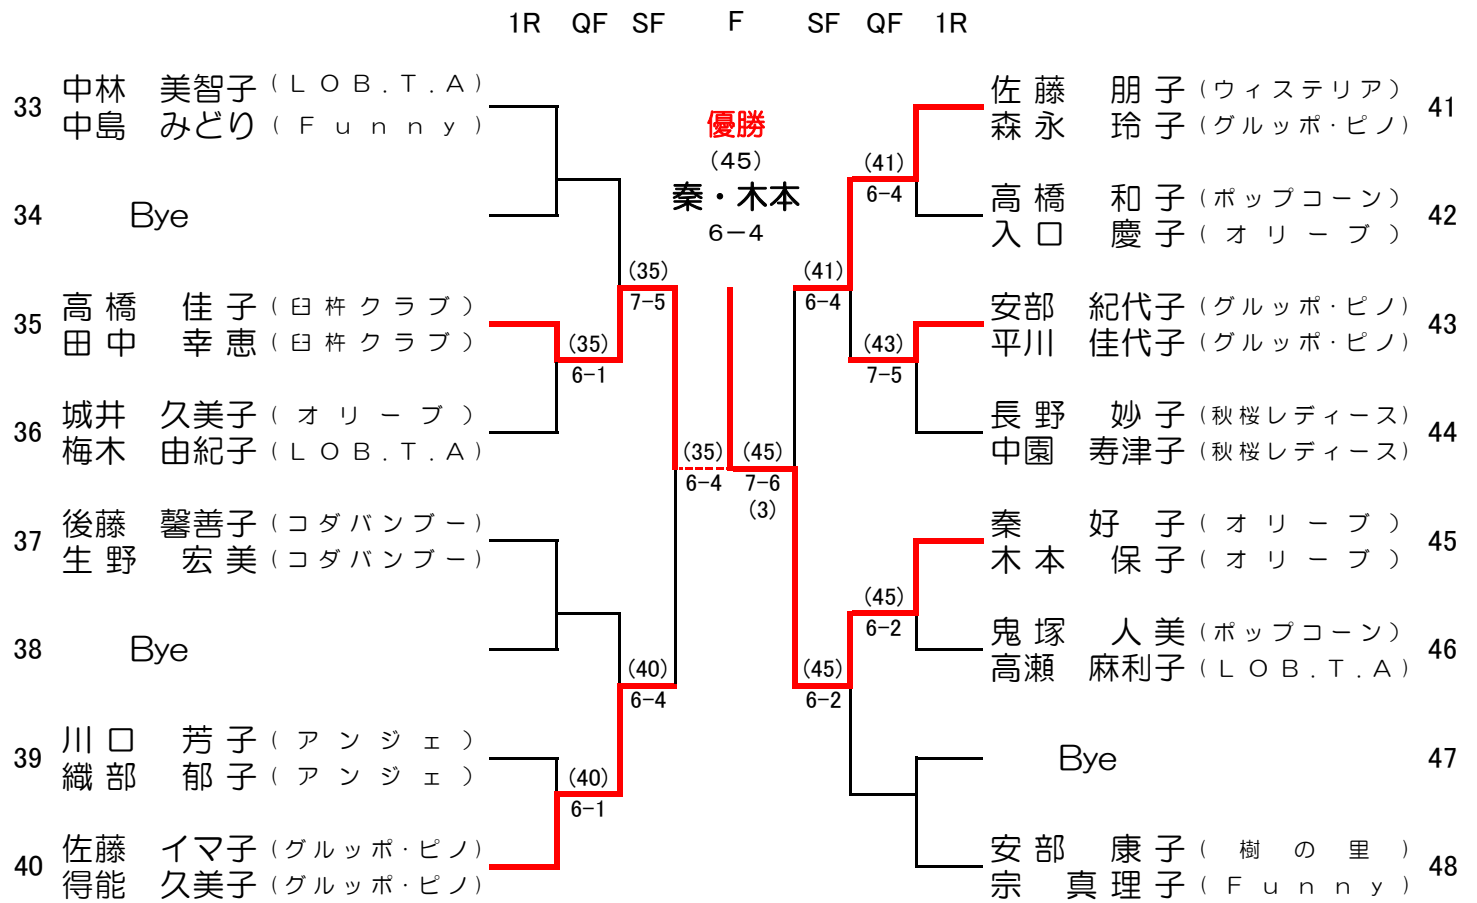 1R QF SF F SF QF 1R
33 中林 美智子 (LOB.T.A)
中島 みどり (Funny)
34 Bye
35 高橋 佳子 (臼杵クラブ)
田中 幸恵 (臼杵クラブ)
36 城井 久美子 (オリーブ)
梅木 由紀子 (LOB.T.A)
37 後藤 馨善子 (コダバンブー)
生野 宏美 (コダバンブー)
38 Bye
39 川口 芳子 (アンジェ)
織部 郁子 (アンジェ)
40 佐藤 イマ子 (グルッポ・ピノ)
得能 久美子 (グルッポ・ピノ)
(35)
6-1
(40)
6-1
(35)
7-5
(40)
6-4
(35)
6-4
優勝
(45)
秦・木本
6-4
(45)
7-6
(3)
(41)
6-4
(45)
6-2
(41)
6-4
(43)
7-5
(45)
6-2
佐藤 朋子 (ウィステリア) 41
森永 玲子 (グルッポ・ピノ)
高橋 和子 (ポップコーン) 42
入口 慶子 (オリーブ)
安部 紀代子 (グルッポ・ピノ) 43
平川 佳代子 (グルッポ・ピノ)
長野 妙子 (秋桜レディース) 44
中園 寿津子 (秋桜レディース)
秦 好子 (オリーブ) 45
木本 保子 (オリーブ)
鬼塚 人美 (ポップコーン) 46
高瀬 麻利子 (LOB.T.A)
Bye 47
安部 康子 (樹の里) 48
宗 真理子 (Funny)